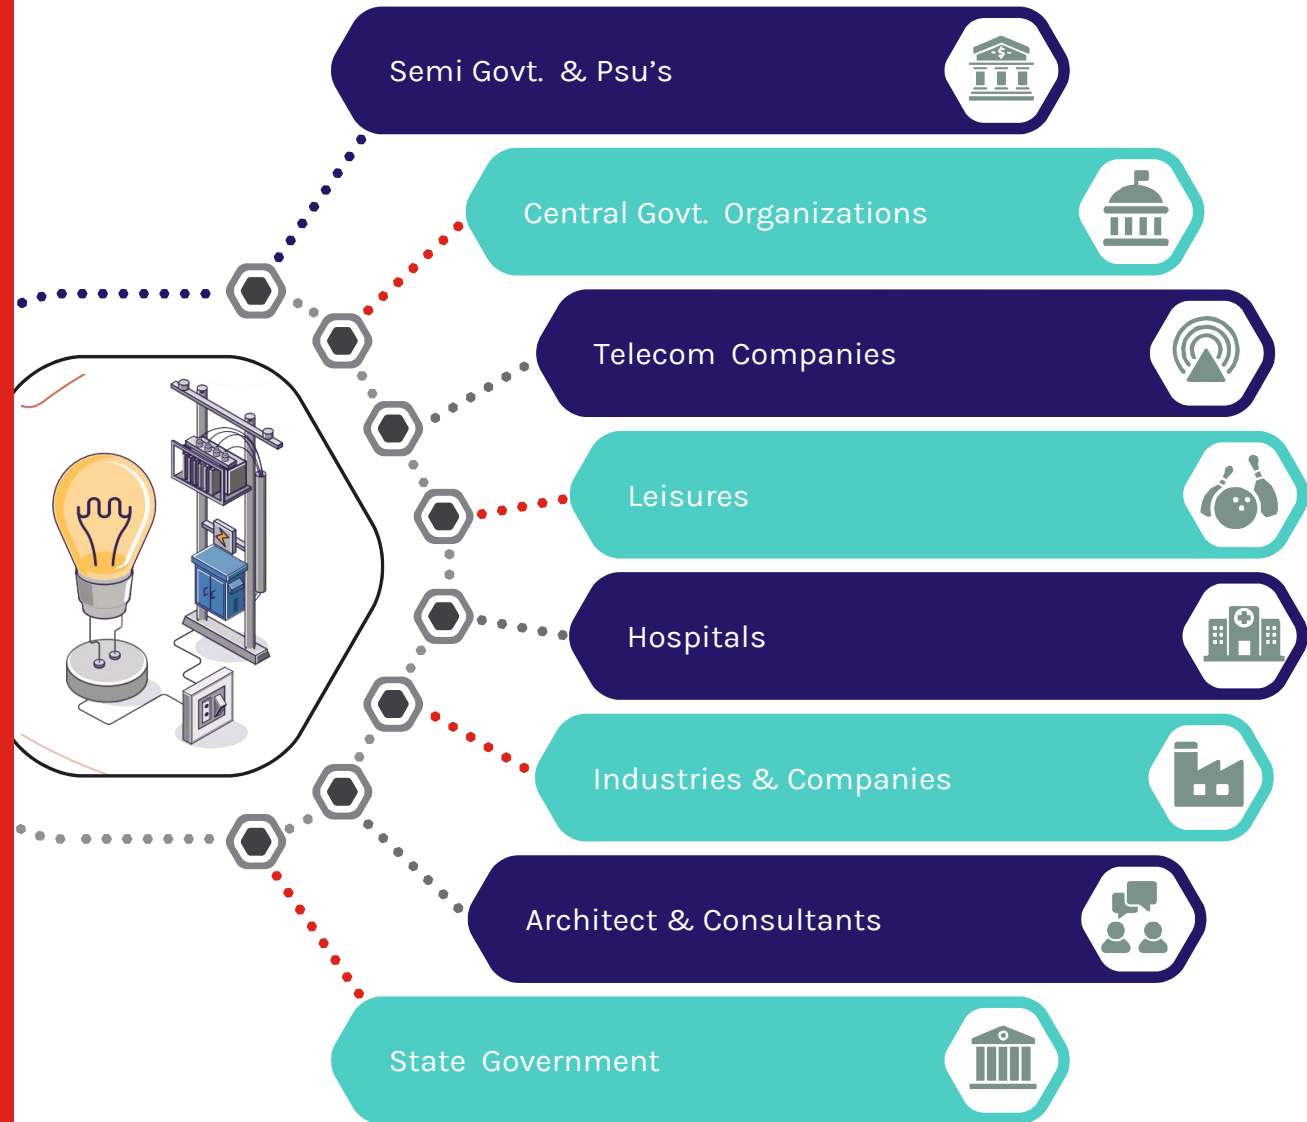 Semi Govt. & Psu's
Central Govt. Organizations
Telecom Companies
Leisures
Hospitals
Industries & Companies
Architect & Consultants
State Government